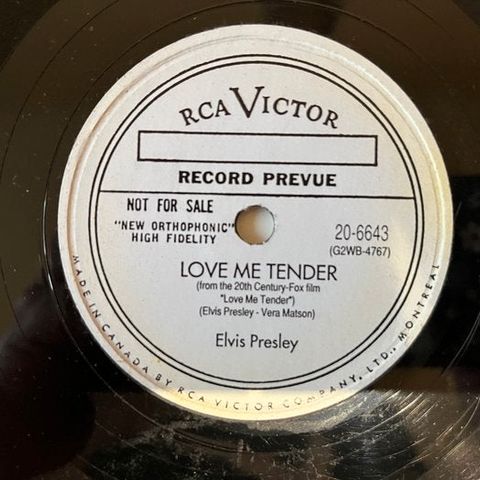 RCA VICTOR
RECORD PREVUE
NOT FOR SALE
"NEW ORTHOPHONIC"
HIGH FIDELITY
20-6643
(G2WB-4767)
LOVE ME TENDER
(from the 20th Century-Fox film
"Love Me Tender")
(Elvis Presley - Vera Matson)
Elvis Presley
MADE IN CANADA BY RCA VICTOR COMPANY, LTD., MONTREAL